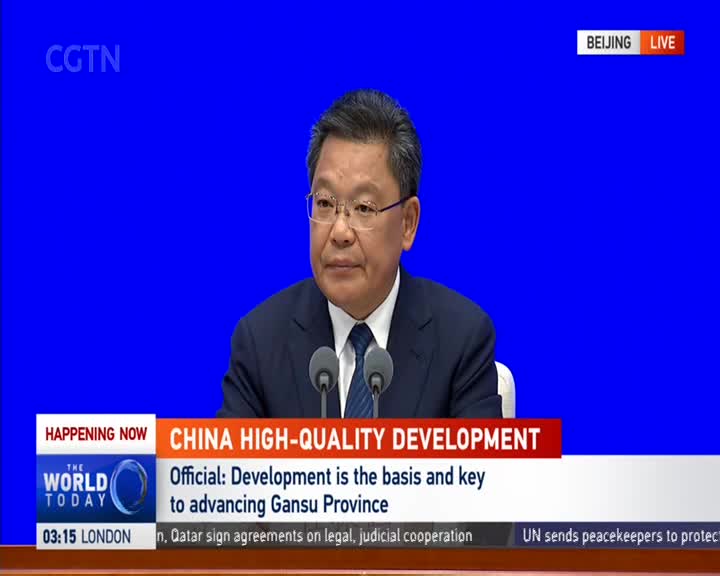 CGTN
BEIJING LIVE
HAPPENING NOW
CHINA HIGH-QUALITY DEVELOPMENT
THE
WORLD
TODAY
Official: Development is the basis and key
to advancing Gansu Province
03:15 LONDON
n, Qatar sign agreements on legal, judicial cooperation
UN sends peacekeepers to protect